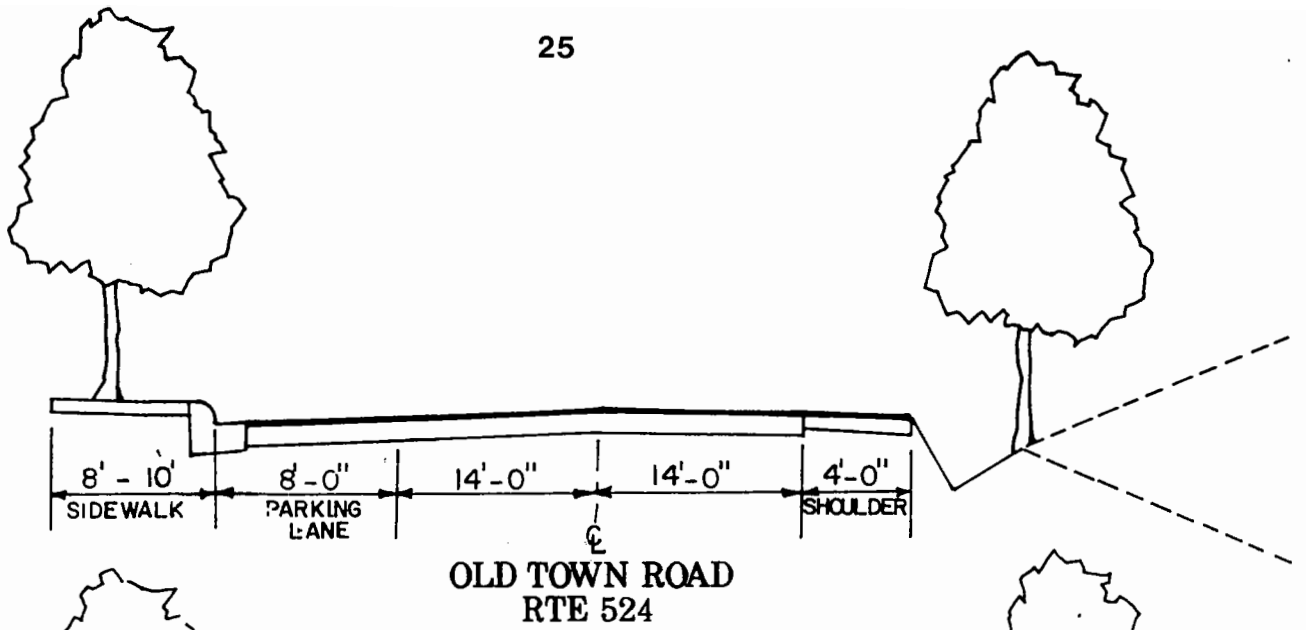 25
8' - 10' 8'-0" 14'-0" 14'-0" 4'-0"
SIDEWALK PARKING SHOULDER
LANE
℄
OLD TOWN ROAD
RTE 524